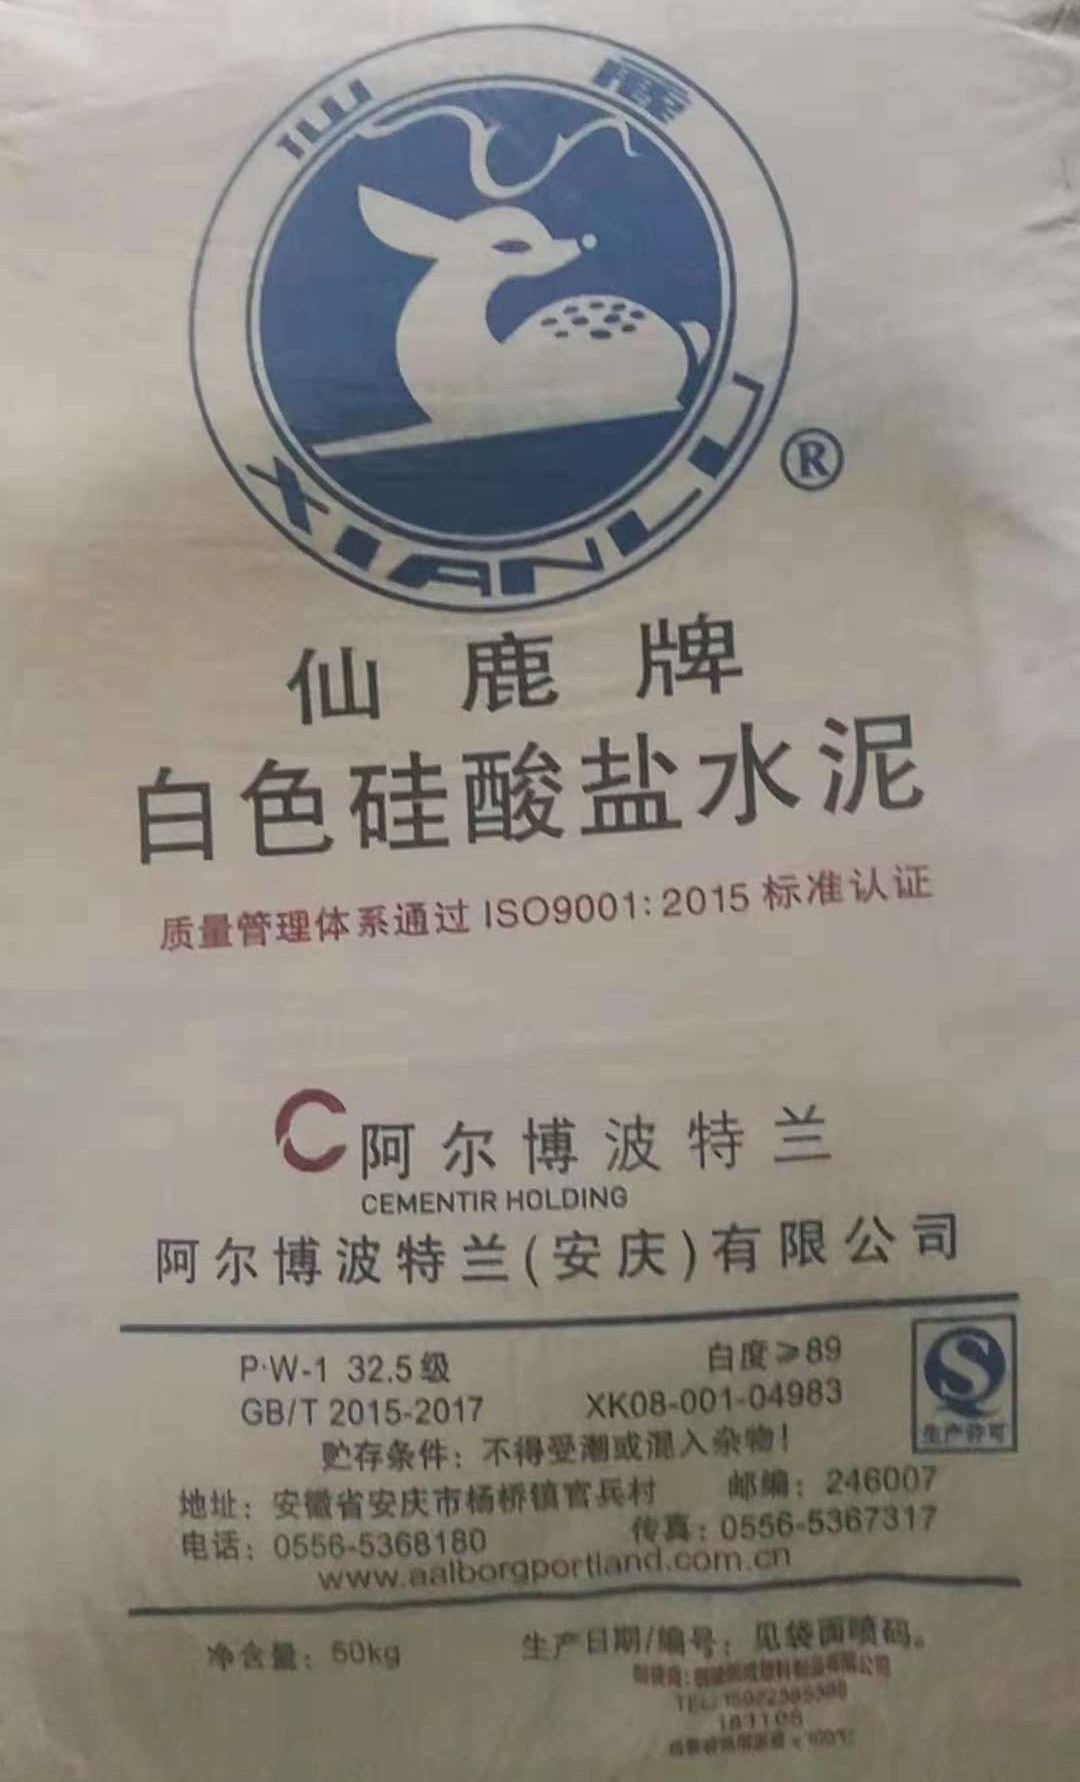 仙鹿
XIANLU
®
仙鹿牌
白色硅酸盐水泥
质量管理体系通过 ISO9001:2015 标准认证
阿尔博波特兰
CEMENTIR HOLDING
阿尔博波特兰(安庆)有限公司
P·W-1 32.5级 白度≥89
GB/T 2015-2017 XK08-001-04983
生产许可
贮存条件：不得受潮或混入杂物！
地址：安徽省安庆市杨桥镇官兵村 邮编：246007
电话：0556-5368180 传真：0556-5367317
www.aalborgportland.com.cn
净含量：50kg 生产日期/编号：见袋面喷码。